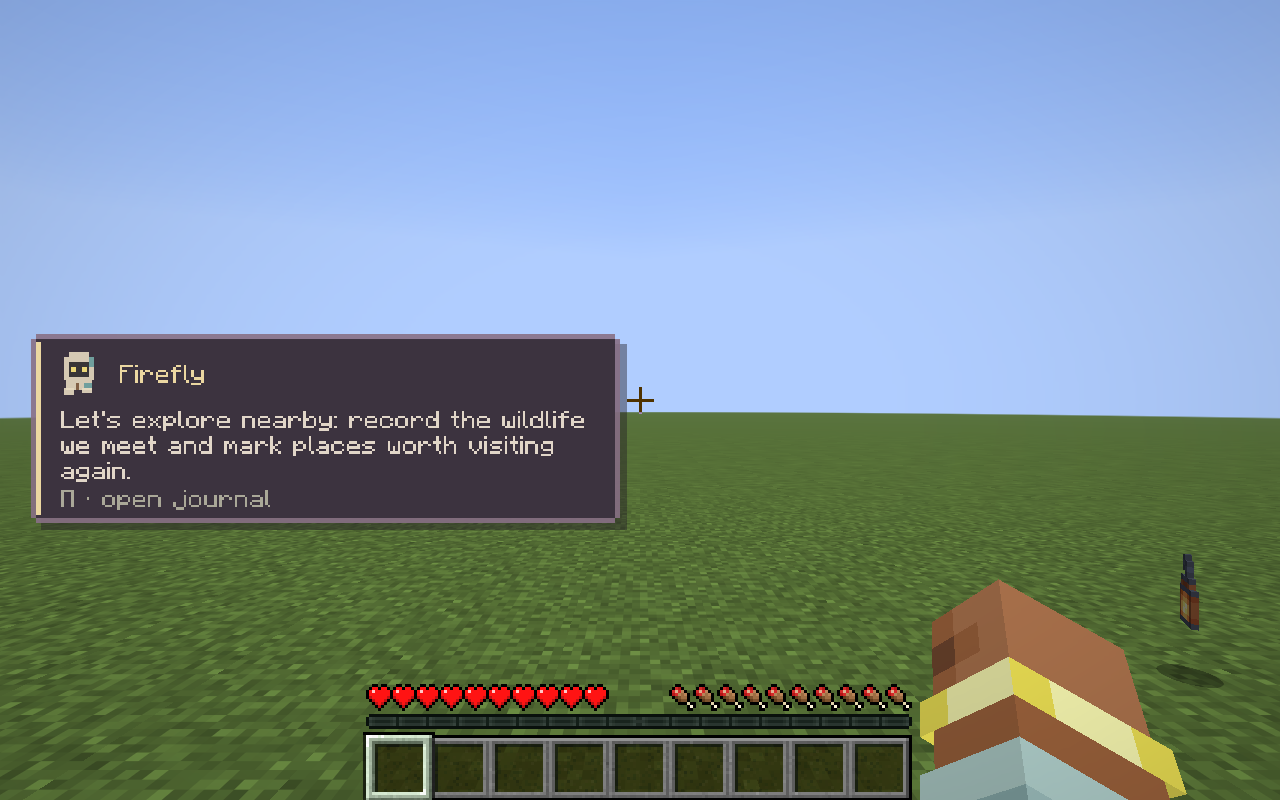 Firefly
Let's explore nearby: record the wildlife
we meet and mark places worth visiting
again.
П · open journal